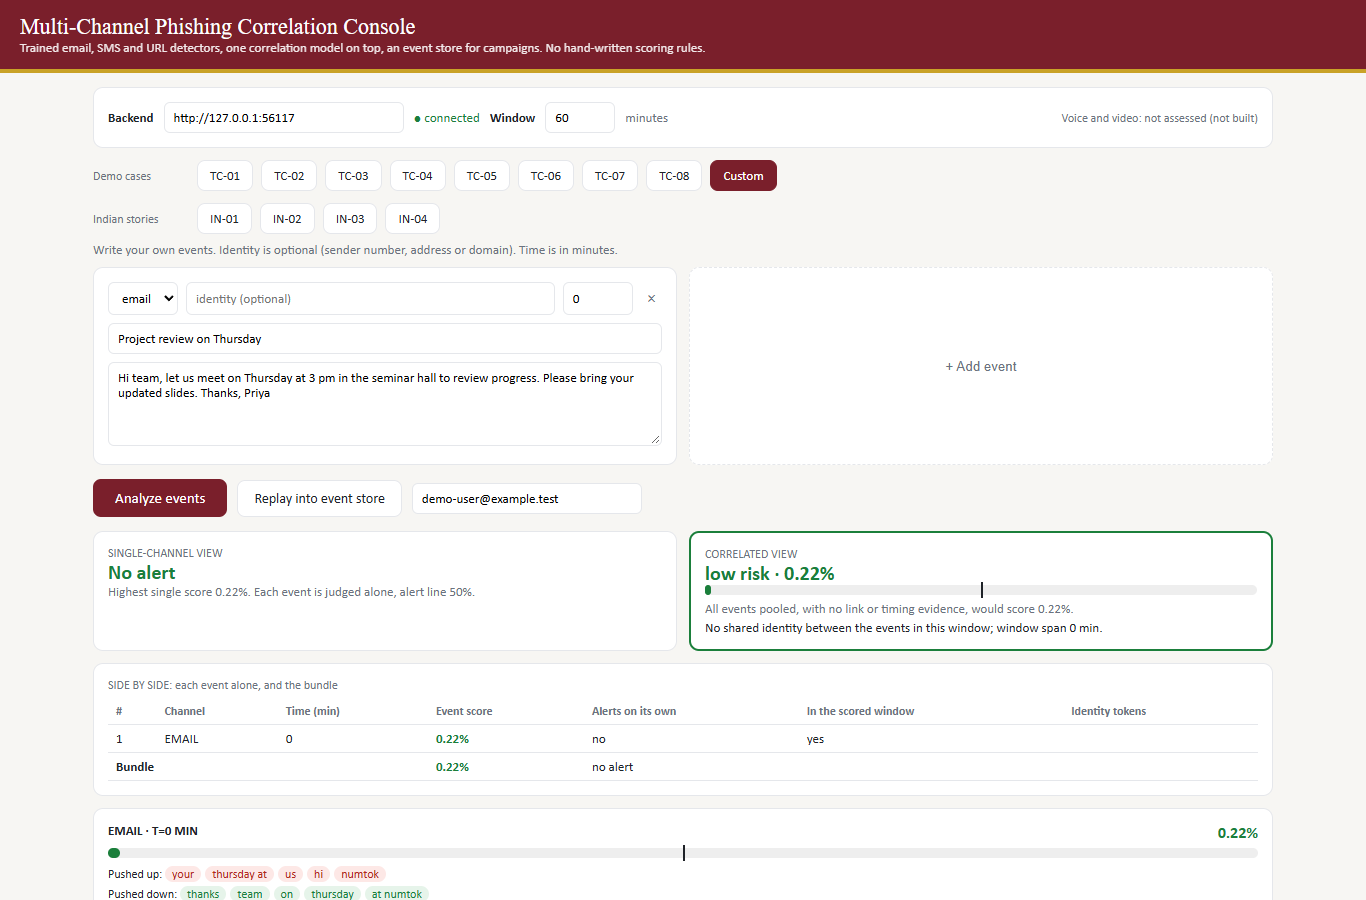 Multi-Channel Phishing Correlation Console
Trained email, SMS and URL detectors, one correlation model on top, an event store for campaigns. No hand-written scoring rules.
Backend http://127.0.0.1:56117 ● connected Window 60 minutes Voice and video: not assessed (not built)
Demo cases TC-01 TC-02 TC-03 TC-04 TC-05 TC-06 TC-07 TC-08 Custom
Indian stories IN-01 IN-02 IN-03 IN-04
Write your own events. Identity is optional (sender number, address or domain). Time is in minutes.
email identity (optional) 0 ×
Project review on Thursday
Hi team, let us meet on Thursday at 3 pm in the seminar hall to review progress. Please bring your
updated slides. Thanks, Priya
+ Add event
Analyze events Replay into event store demo-user@example.test
SINGLE-CHANNEL VIEW
No alert
Highest single score 0.22%. Each event is judged alone, alert line 50%.
CORRELATED VIEW
low risk · 0.22%
All events pooled, with no link or timing evidence, would score 0.22%.
No shared identity between the events in this window; window span 0 min.
SIDE BY SIDE: each event alone, and the bundle
# Channel Time (min) Event score Alerts on its own In the scored window Identity tokens
1 EMAIL 0 0.22% no yes
Bundle 0.22% no alert
EMAIL · T=0 MIN 0.22%
Pushed up: your thursday at us hi numtok
Pushed down: thanks team on thursday at numtok